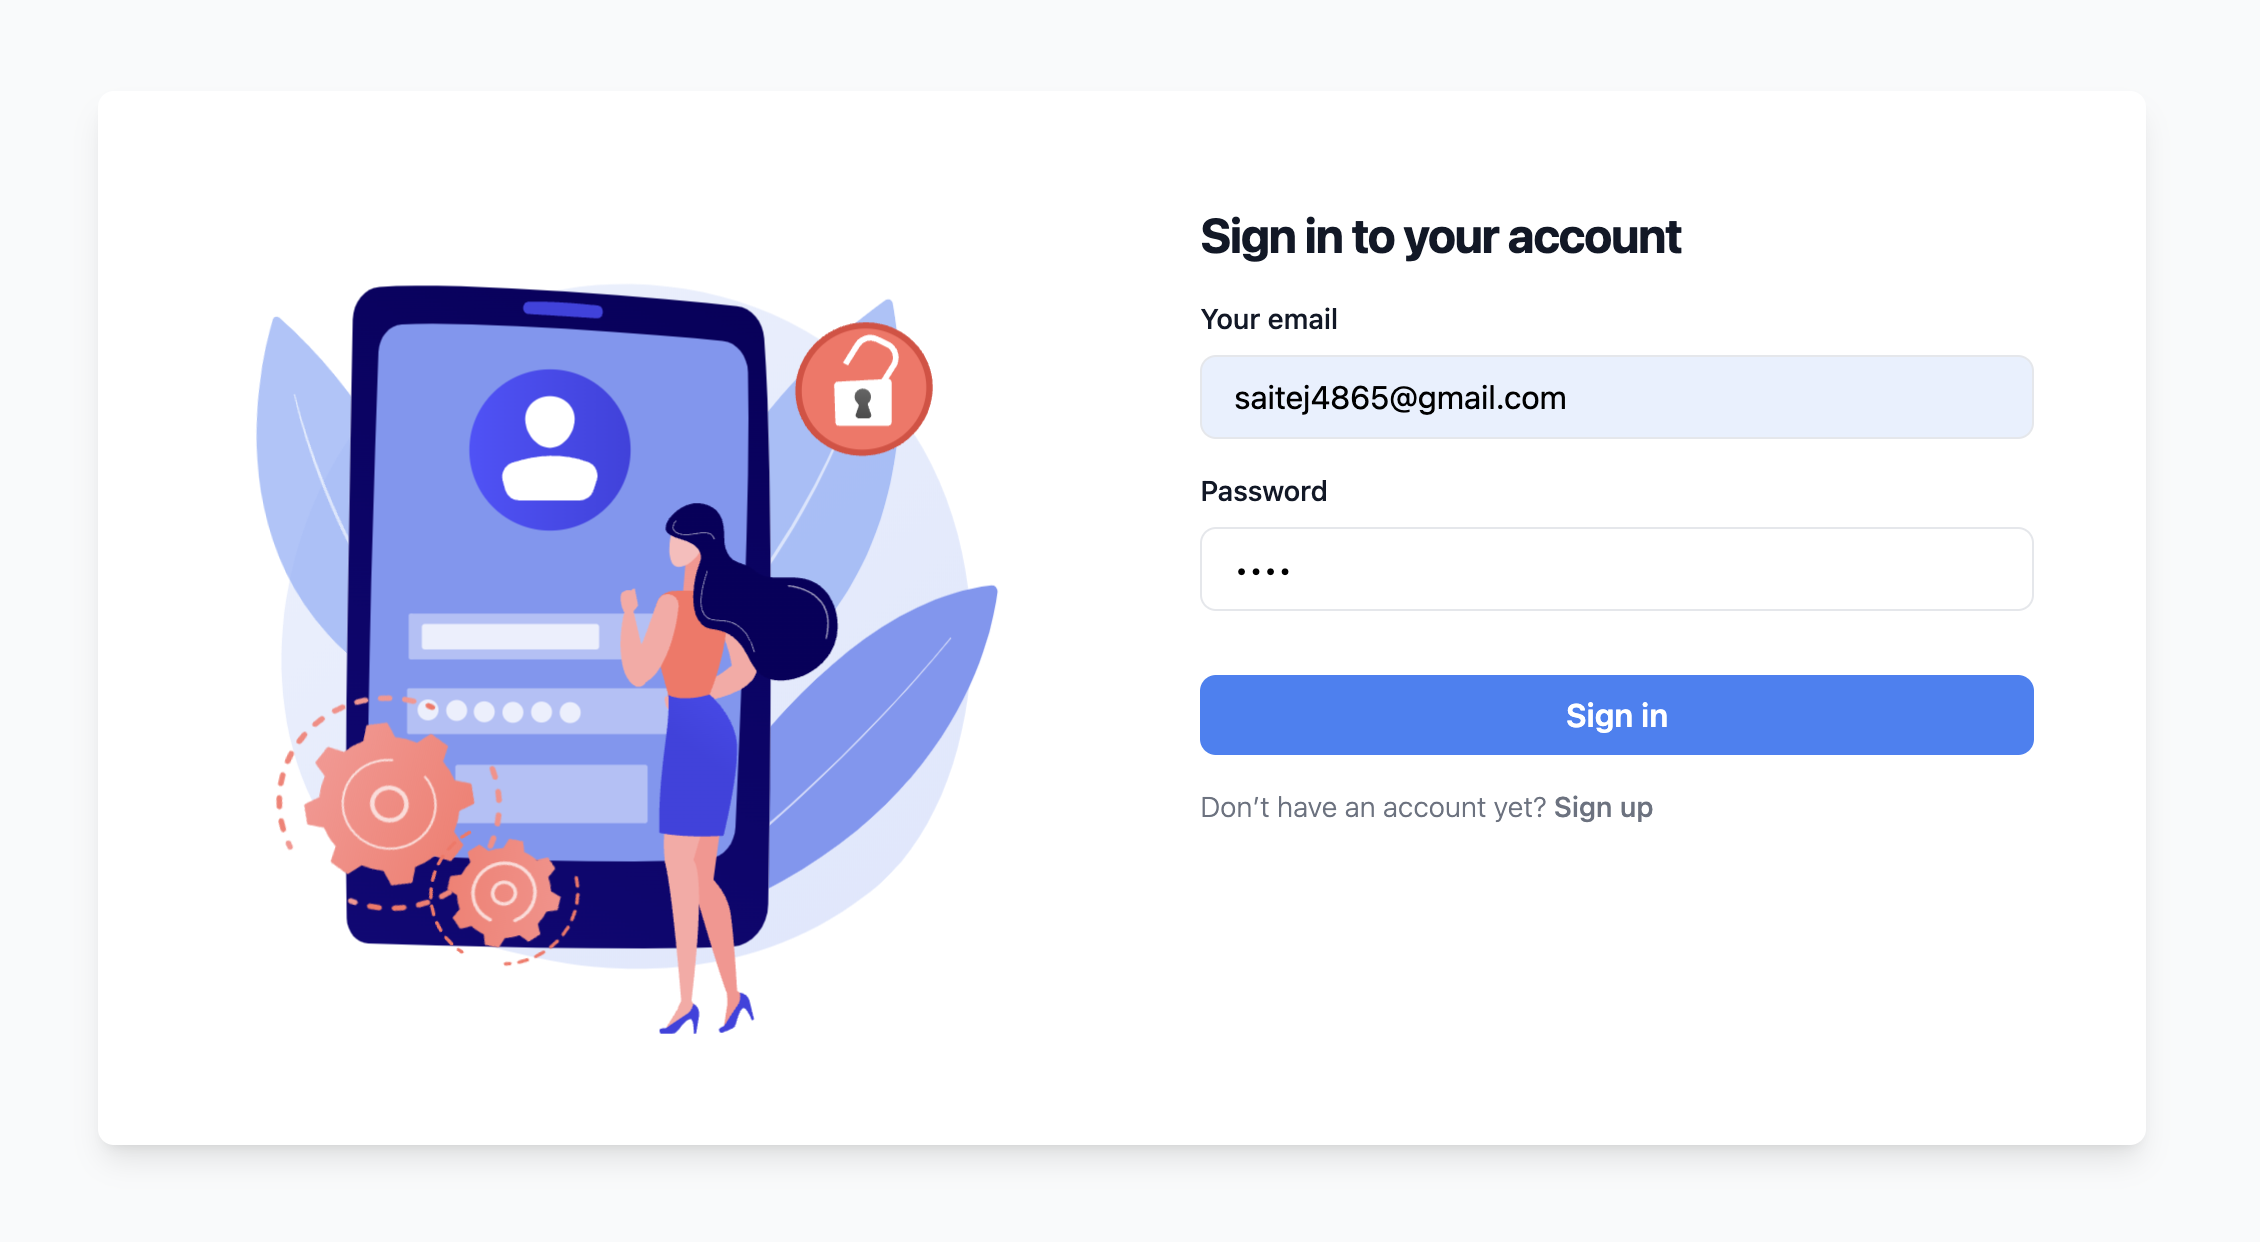 Sign in to your account
Your email
saitej4865@gmail.com
Password
••••
Sign in
Don’t have an account yet? Sign up